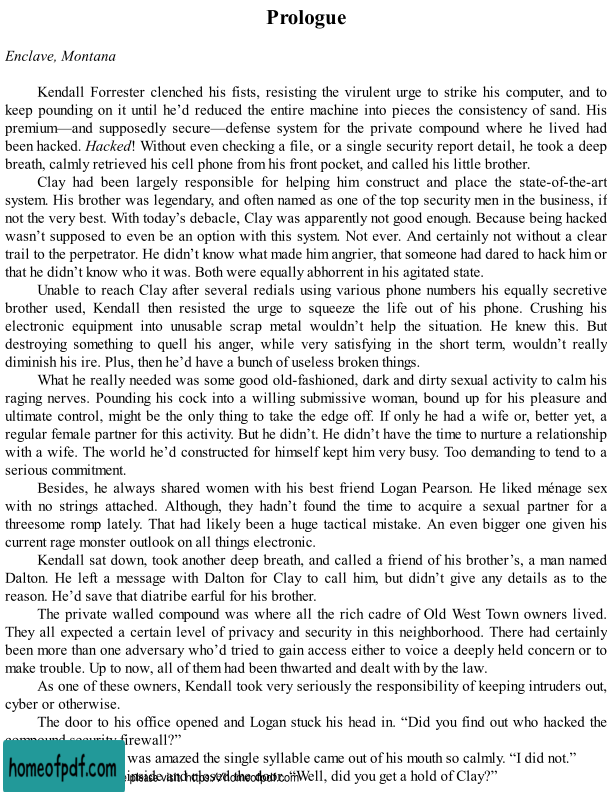 Prologue
Enclave, Montana
Kendall Forrester clenched his fists, resisting the virulent urge to strike his computer, and to
keep pounding on it until he’d reduced the entire machine into pieces the consistency of sand. His
premium—and supposedly secure—defense system for the private compound where he lived had
been hacked. Hacked! Without even checking a file, or a single security report detail, he took a deep
breath, calmly retrieved his cell phone from his front pocket, and called his little brother.
Clay had been largely responsible for helping him construct and place the state-of-the-art
system. His brother was legendary, and often named as one of the top security men in the business, if
not the very best. With today’s debacle, Clay was apparently not good enough. Because being hacked
wasn’t supposed to even be an option with this system. Not ever. And certainly not without a clear
trail to the perpetrator. He didn’t know what made him angrier, that someone had dared to hack him or
that he didn’t know who it was. Both were equally abhorrent in his agitated state.
Unable to reach Clay after several redials using various phone numbers his equally secretive
brother used, Kendall then resisted the urge to squeeze the life out of his phone. Crushing his
electronic equipment into unusable scrap metal wouldn’t help the situation. He knew this. But
destroying something to quell his anger, while very satisfying in the short term, wouldn’t really
diminish his ire. Plus, then he’d have a bunch of useless broken things.
What he really needed was some good old-fashioned, dark and dirty sexual activity to calm his
raging nerves. Pounding his cock into a willing submissive woman, bound up for his pleasure and
ultimate control, might be the only thing to take the edge off. If only he had a wife or, better yet, a
regular female partner for this activity. But he didn’t. He didn’t have the time to nurture a relationship
with a wife. The world he’d constructed for himself kept him very busy. Too demanding to tend to a
serious commitment.
Besides, he always shared women with his best friend Logan Pearson. He liked ménage sex
with no strings attached. Although, they hadn’t found the time to acquire a sexual partner for a
threesome romp lately. That had likely been a huge tactical mistake. An even bigger one given his
current rage monster outlook on all things electronic.
Kendall sat down, took another deep breath, and called a friend of his brother’s, a man named
Dalton. He left a message with Dalton for Clay to call him, but didn’t give any details as to the
reason. He’d save that diatribe earful for his brother.
The private walled compound was where all the rich cadre of Old West Town owners lived.
They all expected a certain level of privacy and security in this neighborhood. There had certainly
been more than one adversary who’d tried to gain access either to voice a deeply held concern or to
make trouble. Up to now, all of them had been thwarted and dealt with by the law.
As one of these owners, Kendall took very seriously the responsibility of keeping intruders out,
cyber or otherwise.
The door to his office opened and Logan stuck his head in. “Did you find out who hacked the
compound security firewall?”
was amazed the single syllable came out of his mouth so calmly. “I did not.”
inside and closed the door. “Well, did you get a hold of Clay?”
homeofpdf.com
please visit: https://homeofpdf.com